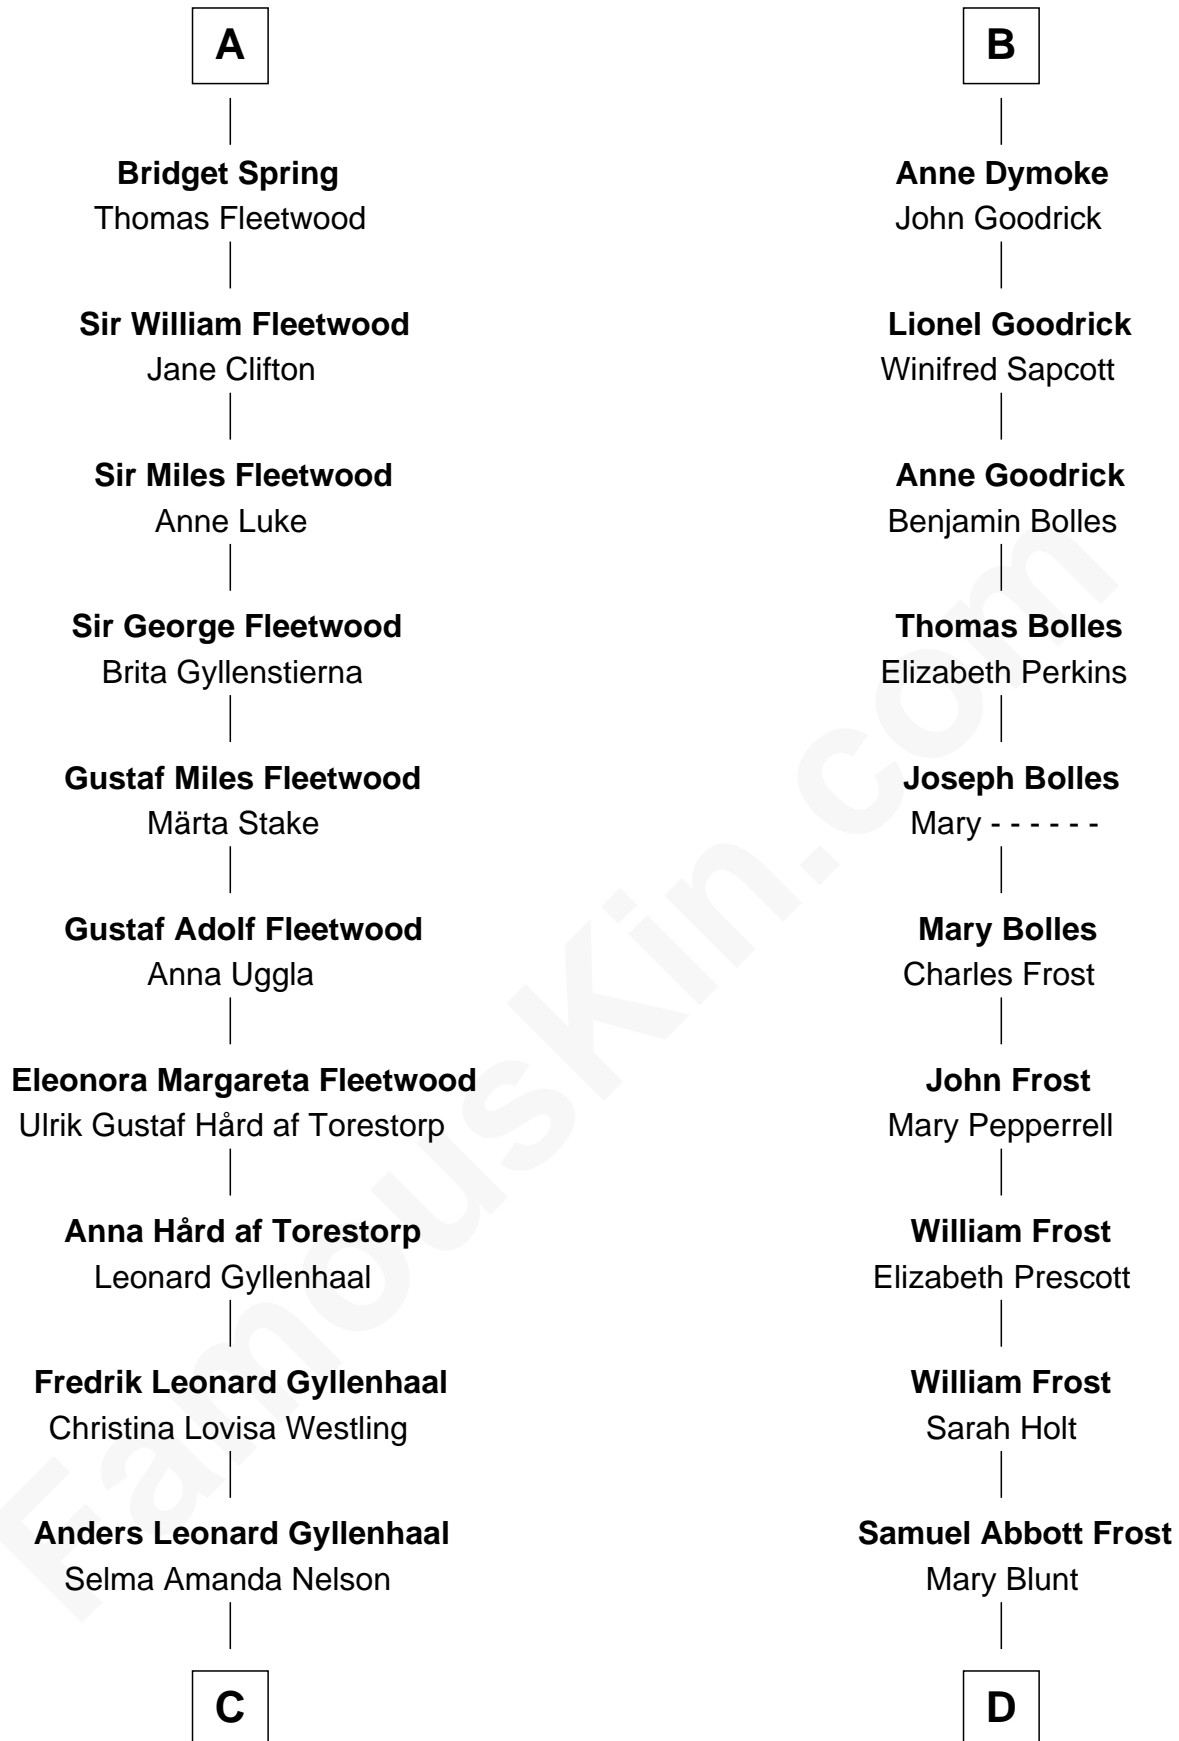 A
Bridget Spring
Thomas Fleetwood
Sir William Fleetwood
Jane Clifton
Sir Miles Fleetwood
Anne Luke
Sir George Fleetwood
Brita Gyllenstierna
Gustaf Miles Fleetwood
Märta Stake
Gustaf Adolf Fleetwood
Anna Uggla
Eleonora Margareta Fleetwood
Ulrik Gustaf Hård af Torestorp
Anna Hård af Torestorp
Leonard Gyllenhaal
Fredrik Leonard Gyllenhaal
Christina Lovisa Westling
Anders Leonard Gyllenhaal
Selma Amanda Nelson
C
B
Anne Dymoke
John Goodrick
Lionel Goodrick
Winifred Sapcott
Anne Goodrick
Benjamin Bolles
Thomas Bolles
Elizabeth Perkins
Joseph Bolles
Mary - - - - - -
Mary Bolles
Charles Frost
John Frost
Mary Pepperrell
William Frost
Elizabeth Prescott
William Frost
Sarah Holt
Samuel Abbott Frost
Mary Blunt
D
FamousKin.com